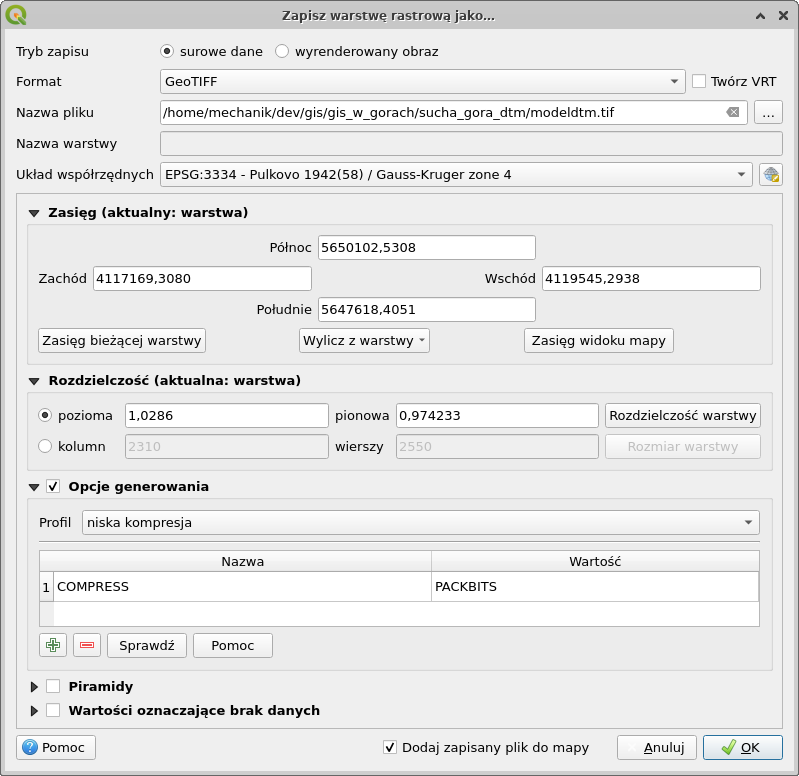 Zapisz warstwę rastrową jako...
Tryb zapisu surowe dane wyrenderowany obraz
Format GeoTIFF Twórz VRT
Nazwa pliku /home/mechanik/dev/gis/gis_w_gorach/sucha_gora_dtm/modeldtm.tif ...
Nazwa warstwy
Układ współrzędnych EPSG:3334 - Pulkovo 1942(58) / Gauss-Kruger zone 4
Zasięg (aktualny: warstwa)
Północ 5650102,5308
Zachód 4117169,3080 Wschód 4119545,2938
Południe 5647618,4051
Zasięg bieżącej warstwy Wylicz z warstwy Zasięg widoku mapy
Rozdzielczość (aktualna: warstwa)
pozioma 1,0286 pionowa 0,974233 Rozdzielczość warstwy
kolumn 2310 wierszy 2550 Rozmiar warstwy
Opcje generowania
Profil niska kompresja
Nazwa Wartość
1 COMPRESS PACKBITS
Sprawdź Pomoc
Piramidy
Wartości oznaczające brak danych
Pomoc Dodaj zapisany plik do mapy Anuluj OK